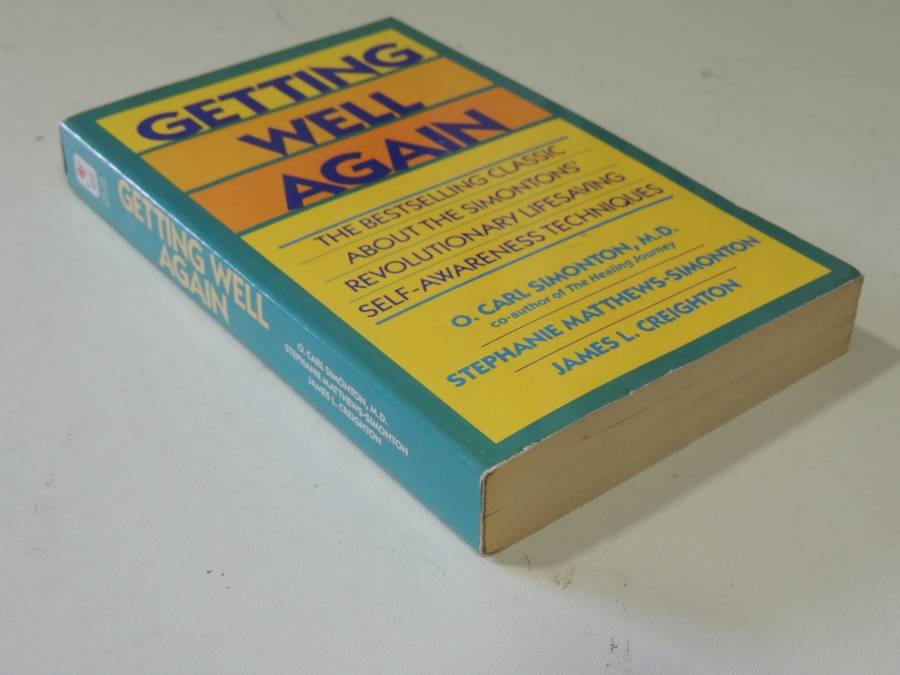 GETTING
WELL
AGAIN
THE BESTSELLING CLASSIC
ABOUT THE SIMONTONS'
REVOLUTIONARY LIFESAVING
SELF-AWARENESS TECHNIQUES
O. CARL SIMONTON, M.D.
co-author of The Healing Journey
STEPHANIE MATTHEWS-SIMONTON
JAMES L. CREIGHTON
GETTING WELL
AGAIN
O. CARL SIMONTON, M.D.
STEPHANIE MATTHEWS-SIMONTON
JAMES L. CREIGHTON